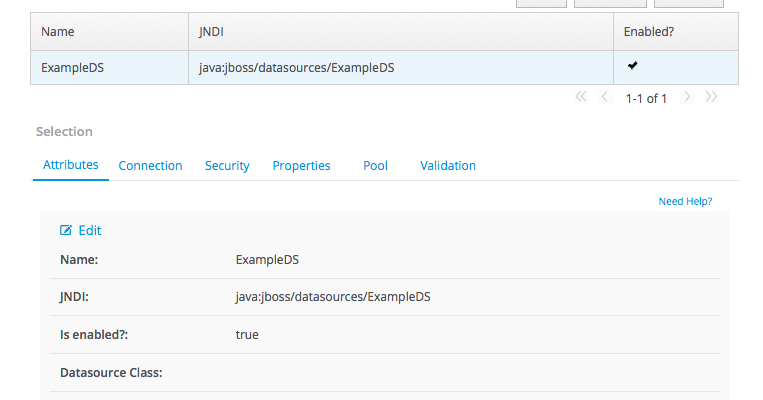 Name JNDI Enabled?
ExampleDS java:jboss/datasources/ExampleDS
1-1 of 1
Selection
Attributes Connection Security Properties Pool Validation
Need Help?
Edit
Name: ExampleDS
JNDI: java:jboss/datasources/ExampleDS
Is enabled?: true
Datasource Class: